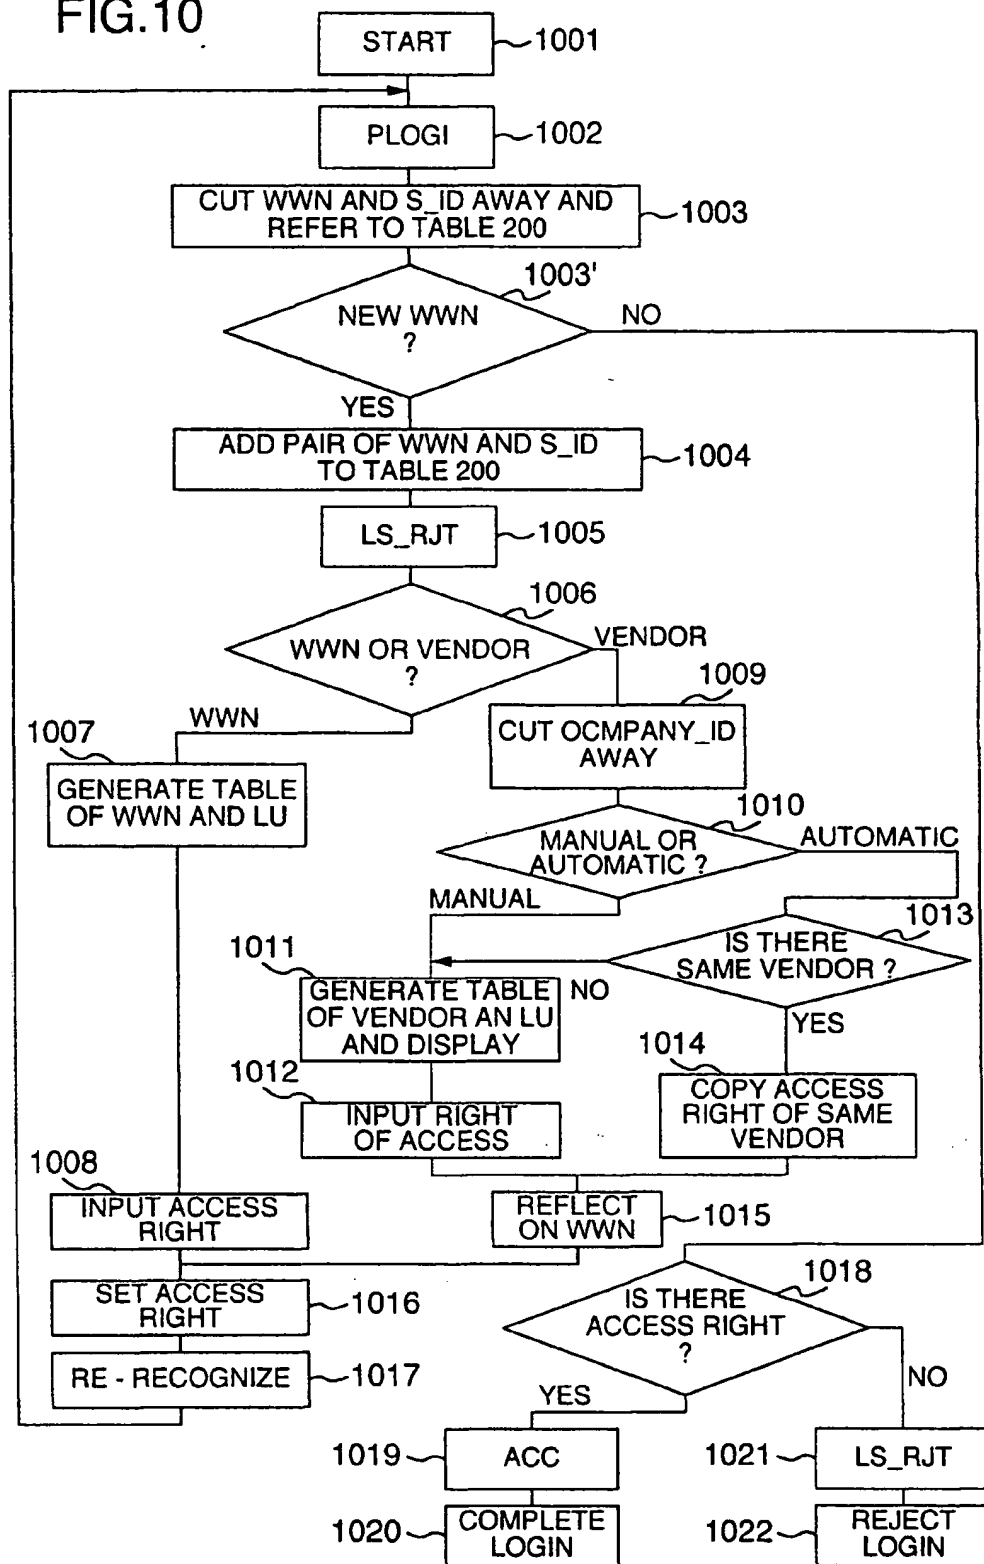 FIG.10
START
1001
PLOGI
1002
CUT WWN AND S_ID AWAY AND
REFER TO TABLE 200
1003
1003'
NEW WWN
?
NO
YES
ADD PAIR OF WWN AND S_ID
TO TABLE 200
1004
LS_RJT
1005
1006
WWN OR VENDOR
?
VENDOR
WWN
1007
GENERATE TABLE
OF WWN AND LU
1009
CUT OCMPANY_ID
AWAY
1010
MANUAL OR
AUTOMATIC ?
AUTOMATIC
MANUAL
1013
IS THERE
SAME VENDOR ?
NO
YES
1011
GENERATE TABLE
OF VENDOR AN LU
AND DISPLAY
1014
COPY ACCESS
RIGHT OF SAME
VENDOR
1012
INPUT RIGHT
OF ACCESS
1008
INPUT ACCESS
RIGHT
REFLECT
ON WWN
1015
SET ACCESS
RIGHT
1016
RE - RECOGNIZE
1017
1018
IS THERE
ACCESS RIGHT
?
YES
NO
1019
ACC
1021
LS_RJT
1020
COMPLETE
LOGIN
1022
REJECT
LOGIN